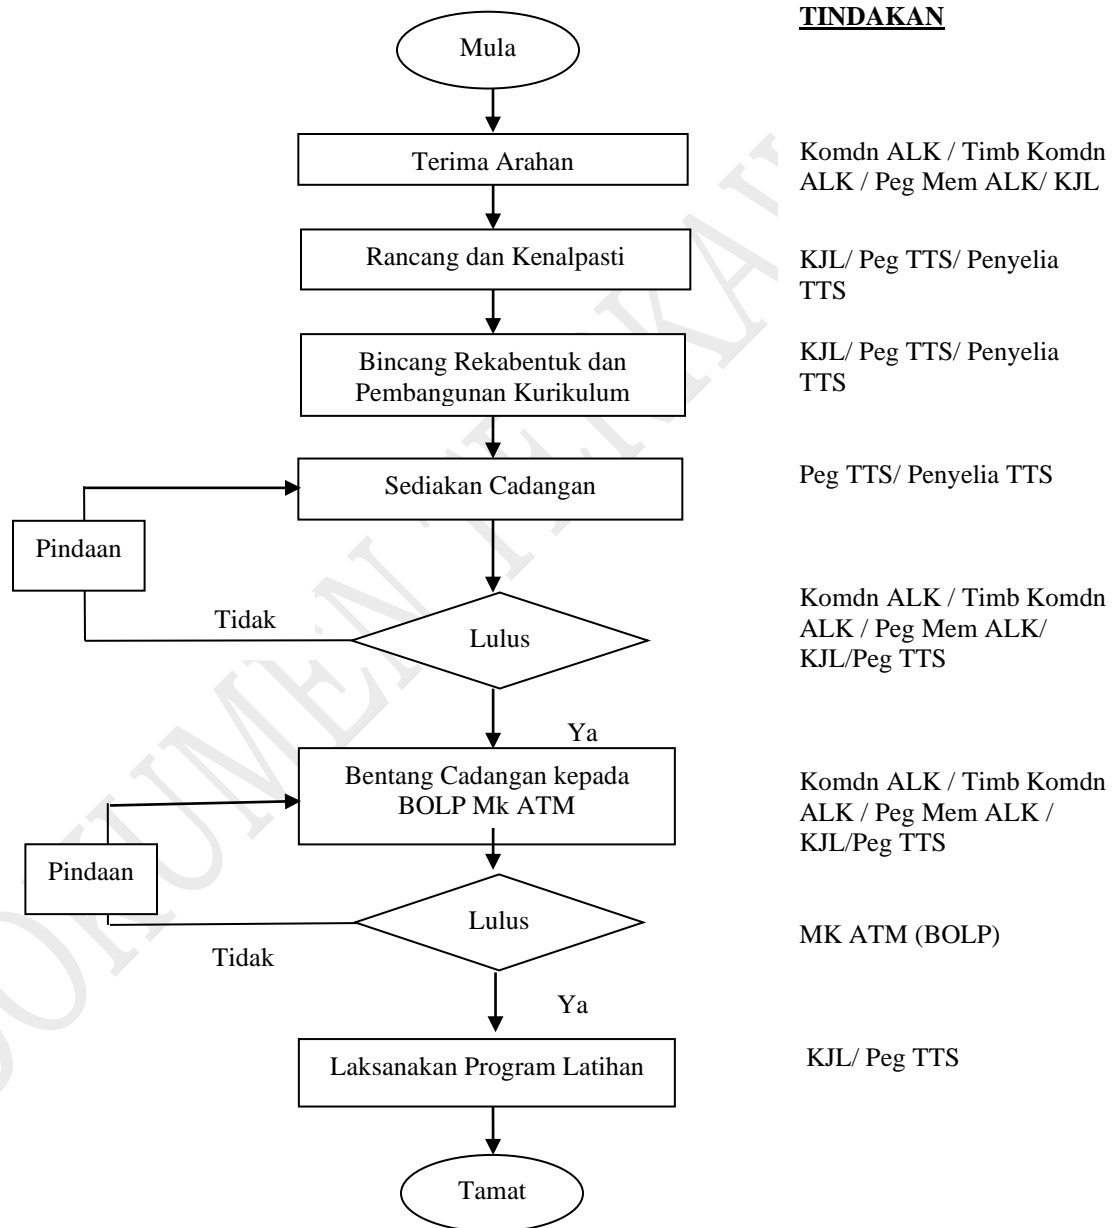 TINDAKAN
Mula
Terima Arahan
Komdn ALK / Timb Komdn
ALK / Peg Mem ALK/ KJL
Rancang dan Kenalpasti
KJL/ Peg TTS/ Penyelia
TTS
Bincang Rekabentuk dan
Pembangunan Kurikulum
KJL/ Peg TTS/ Penyelia
TTS
Sediakan Cadangan
Peg TTS/ Penyelia TTS
Pindaan
Tidak
Lulus
Komdn ALK / Timb Komdn
ALK / Peg Mem ALK/
KJL/Peg TTS
Ya
Bentang Cadangan kepada
BOLP Mk ATM
Komdn ALK / Timb Komdn
ALK / Peg Mem ALK /
KJL/Peg TTS
Pindaan
Tidak
Lulus
MK ATM (BOLP)
Ya
Laksanakan Program Latihan
KJL/ Peg TTS
Tamat